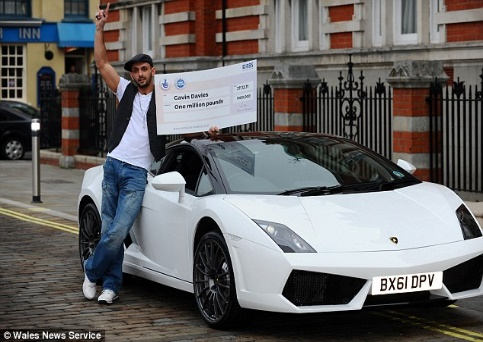 INN
Gavin Davies
One million pounds
BX61 DPV
© Wales News Service